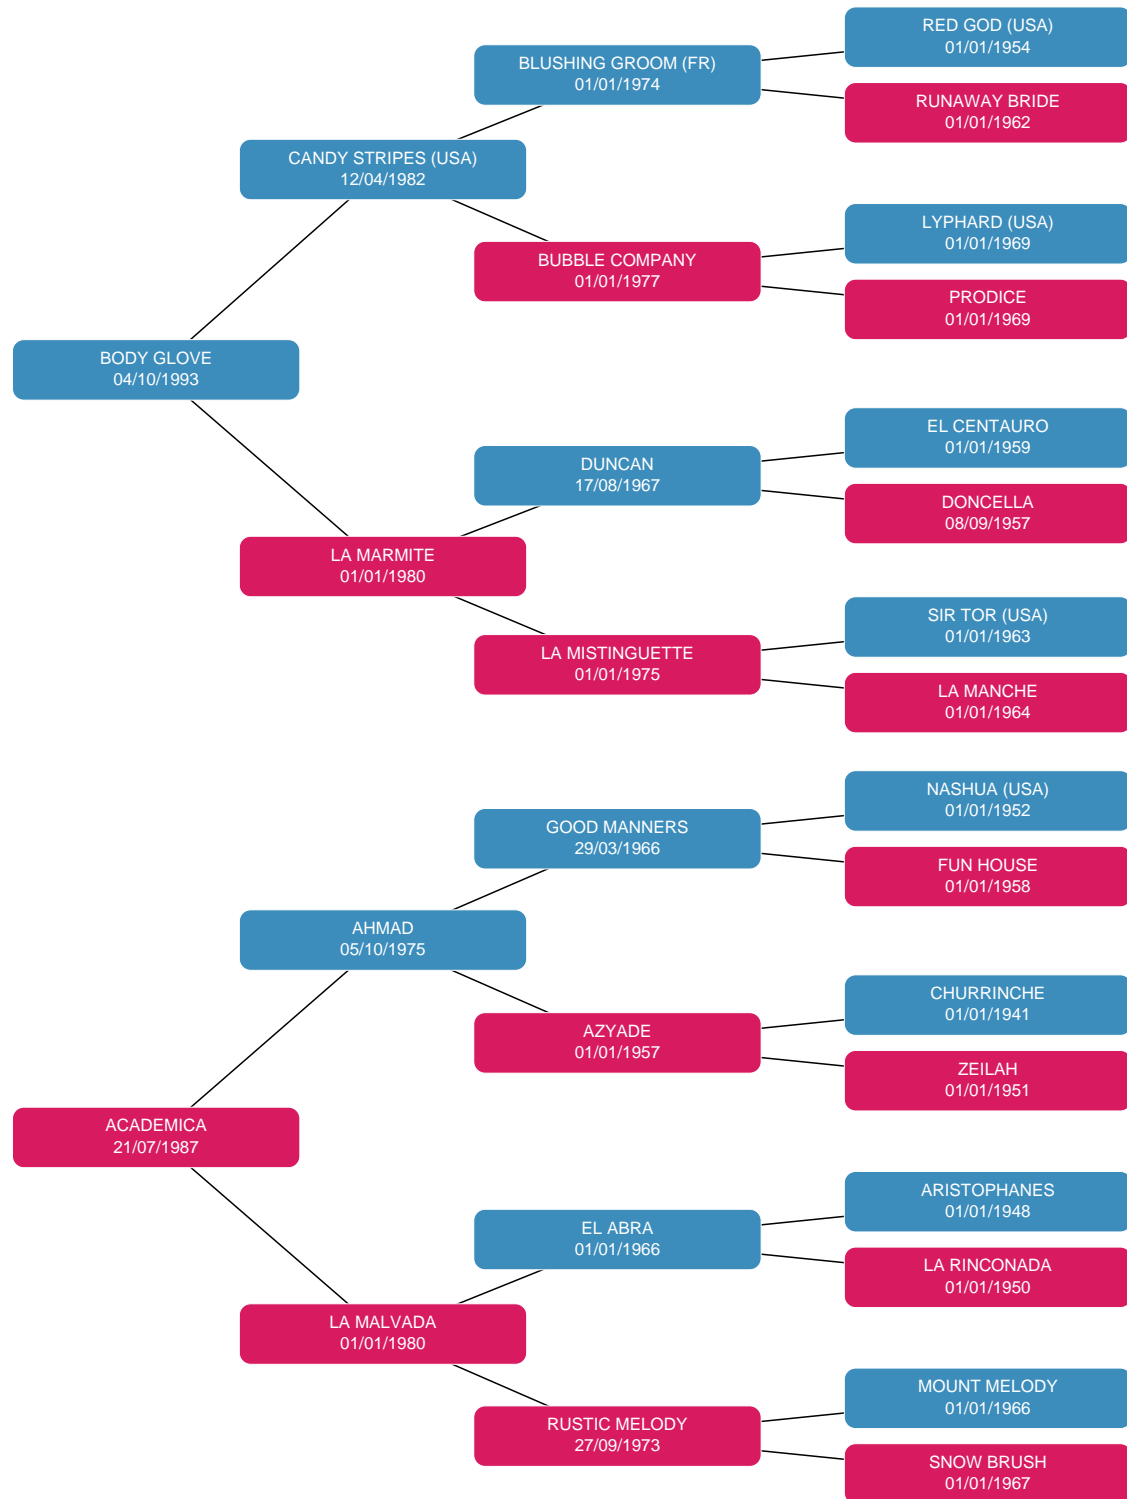 RED GOD (USA)
01/01/1954
BLUSHING GROOM (FR)
01/01/1974
RUNAWAY BRIDE
01/01/1962
CANDY STRIPES (USA)
12/04/1982
LYPHARD (USA)
01/01/1969
BUBBLE COMPANY
01/01/1977
PRODICE
01/01/1969
BODY GLOVE
04/10/1993
EL CENTAURO
01/01/1959
DUNCAN
17/08/1967
DONCELLA
08/09/1957
LA MARMITE
01/01/1980
SIR TOR (USA)
01/01/1963
LA MISTINGUETTE
01/01/1975
LA MANCHE
01/01/1964
NASHUA (USA)
01/01/1952
GOOD MANNERS
29/03/1966
FUN HOUSE
01/01/1958
AHMAD
05/10/1975
CHURRINCHE
01/01/1941
AZYADE
01/01/1957
ZEILAH
01/01/1951
ACADEMICA
21/07/1987
ARISTOPHANES
01/01/1948
EL ABRA
01/01/1966
LA RINCONADA
01/01/1950
LA MALVADA
01/01/1980
MOUNT MELODY
01/01/1966
RUSTIC MELODY
27/09/1973
SNOW BRUSH
01/01/1967